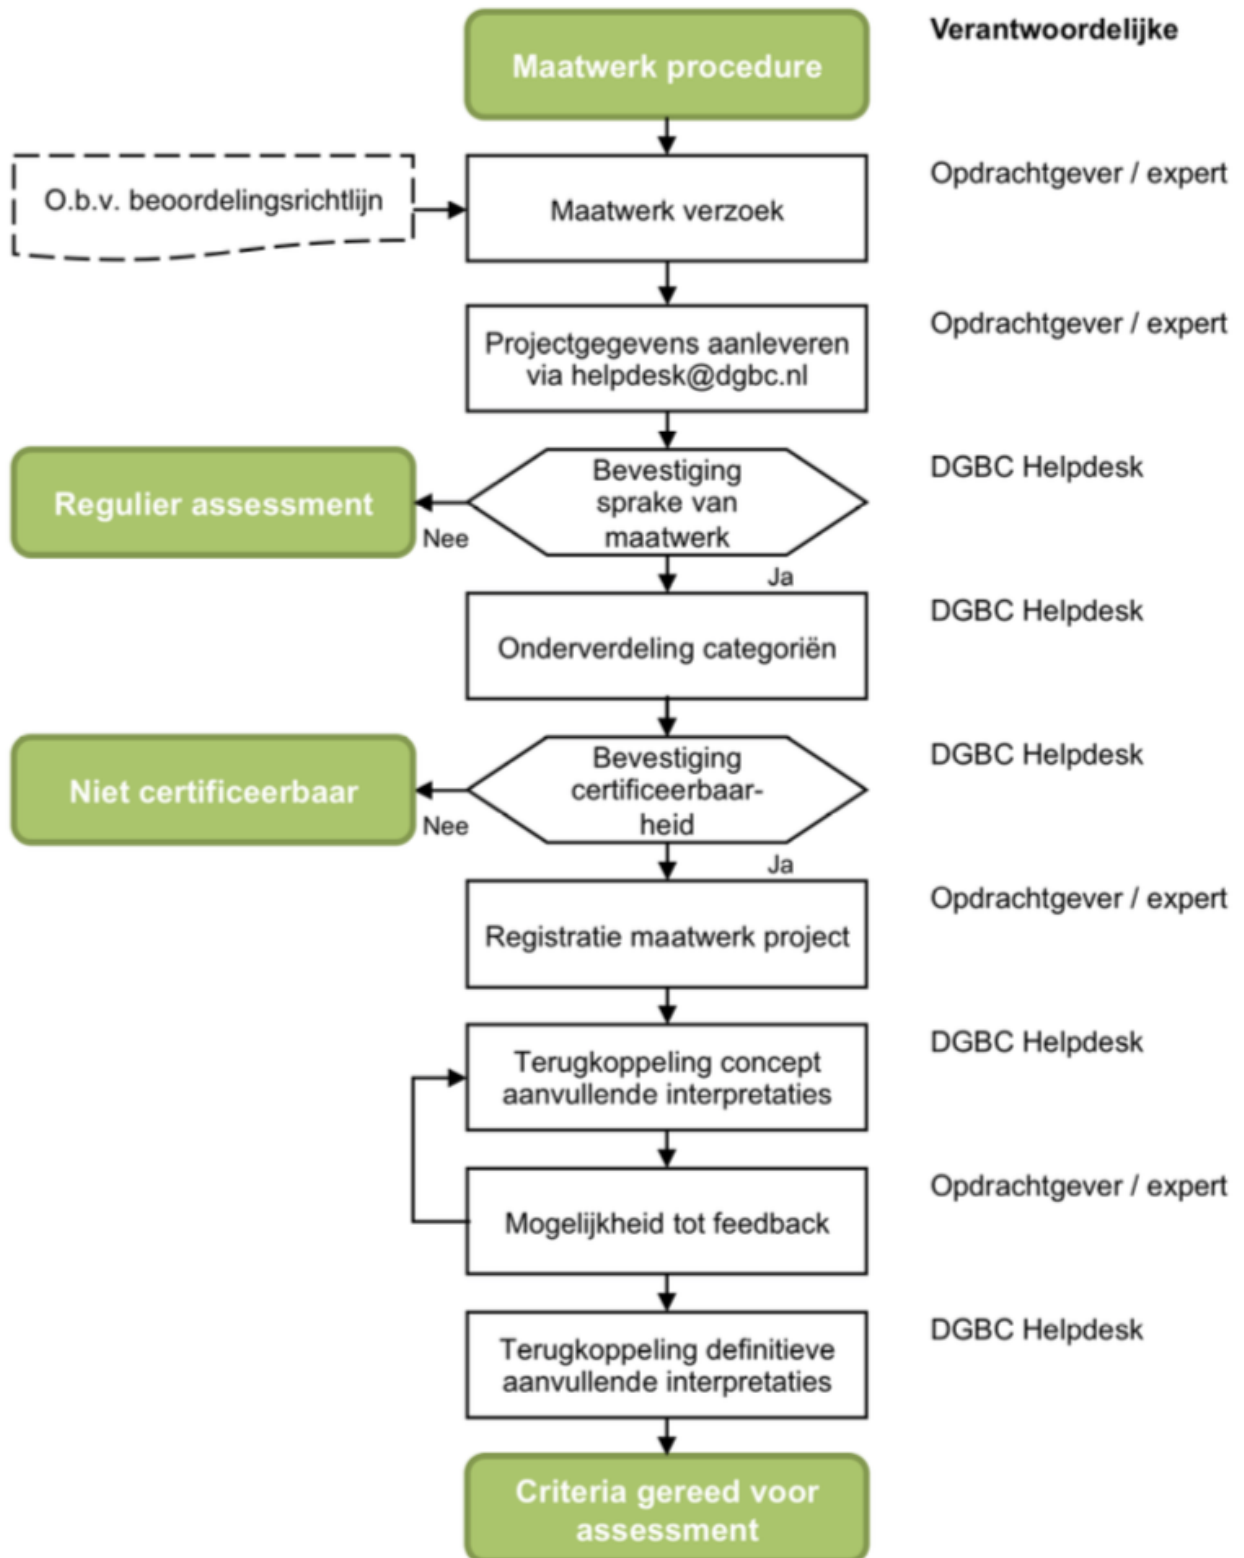 Verantwoordelijke
Maatwerk procedure
O.b.v. beoordelingsrichtlijn
Maatwerk verzoek
Opdrachtgever / expert
Projectgegevens aanleveren
via helpdesk@dgbc.nl
Opdrachtgever / expert
Regulier assessment
Nee
Bevestiging
sprake van
maatwerk
DGBC Helpdesk
Ja
Onderverdeling categoriën
DGBC Helpdesk
Niet certificeerbaar
Nee
Bevestiging
certificeerbaar-
heid
DGBC Helpdesk
Ja
Registratie maatwerk project
Opdrachtgever / expert
Terugkoppeling concept
aanvullende interpretaties
DGBC Helpdesk
Mogelijkheid tot feedback
Opdrachtgever / expert
Terugkoppeling definitieve
aanvullende interpretaties
DGBC Helpdesk
Criteria gereed voor
assessment